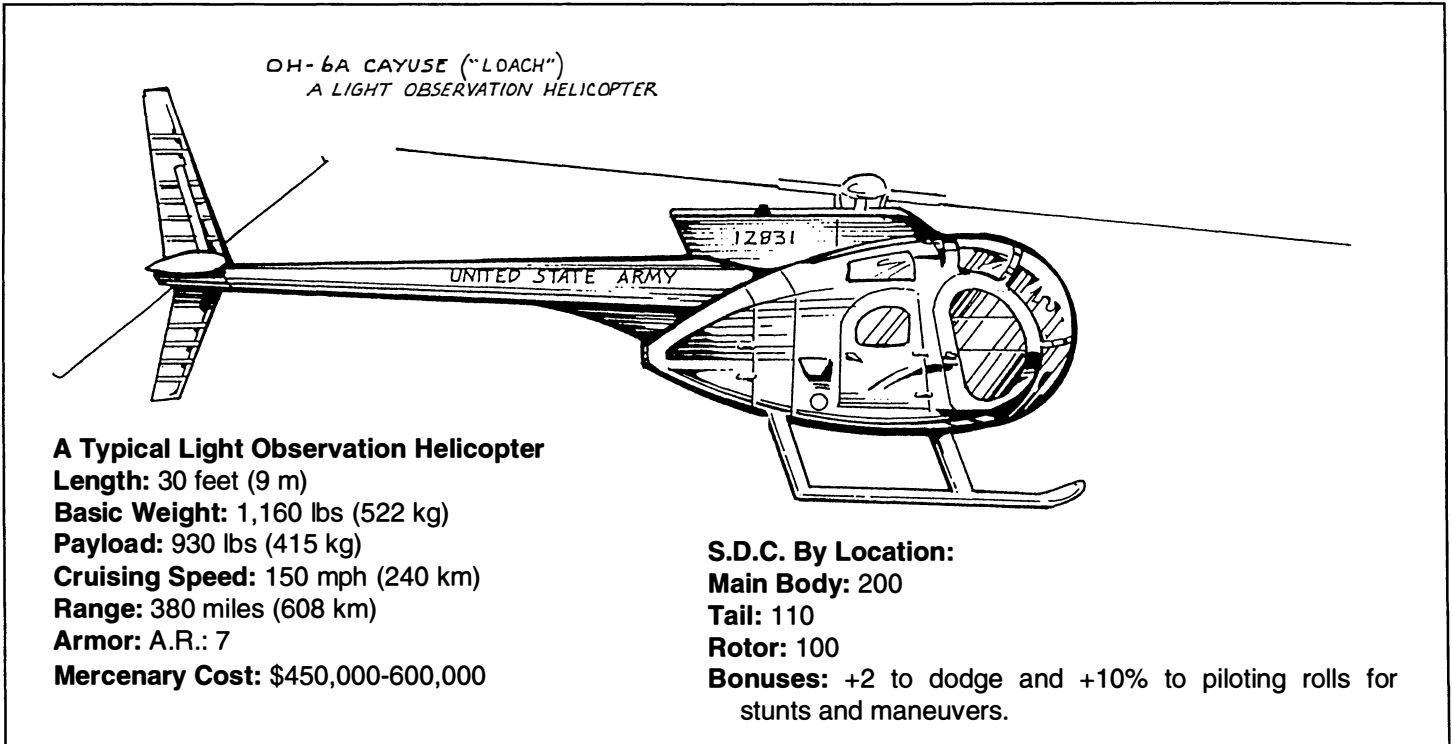 OH-6A CAYUSE ("LOACH")
A LIGHT OBSERVATION HELICOPTER
12831
UNITED STATE ARMY
A Typical Light Observation Helicopter
Length: 30 feet (9 m)
Basic Weight: 1,160 lbs (522 kg)
Payload: 930 lbs (415 kg)
Cruising Speed: 150 mph (240 km)
Range: 380 miles (608 km)
Armor: A.R.: 7
Mercenary Cost: $450,000-600,000
S.D.C. By Location:
Main Body: 200
Tail: 110
Rotor: 100
Bonuses: +2 to dodge and +10% to piloting rolls for
stunts and maneuvers.